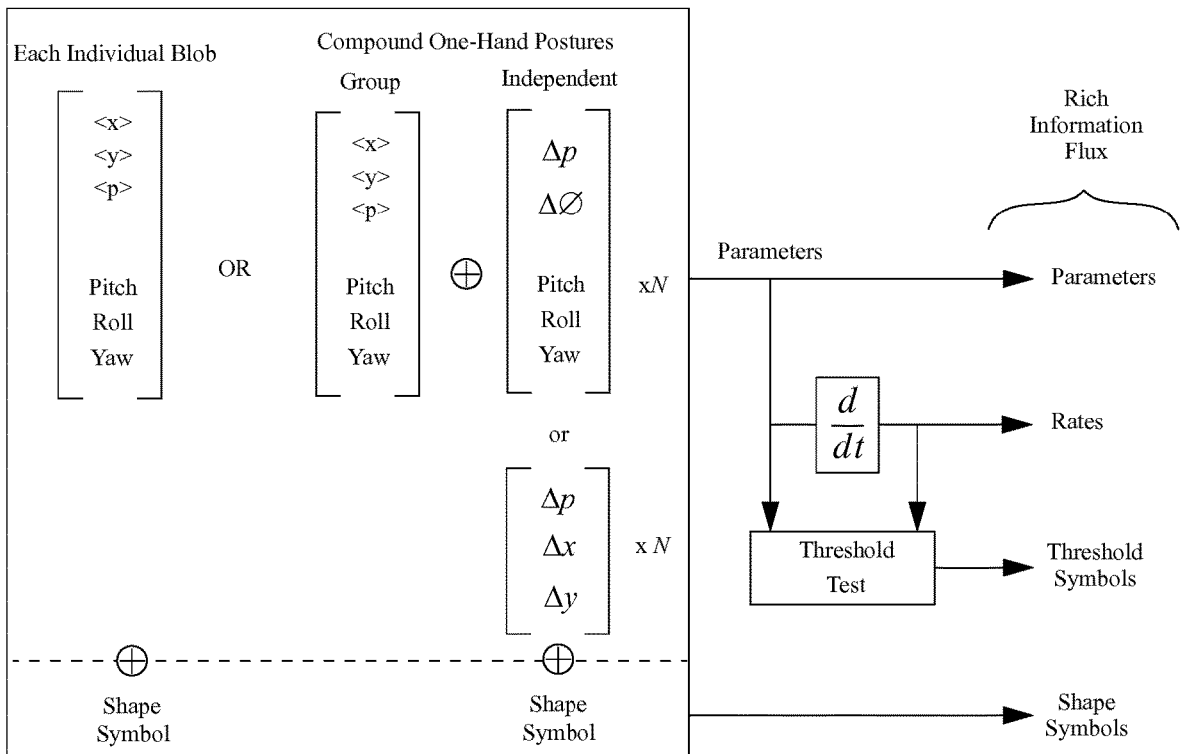 Each Individual Blob
<x>
<y>
<p>
Pitch
Roll
Yaw
OR
Compound One-Hand Postures
Group
<x>
<y>
<p>
Pitch
Roll
Yaw
⊕
Independent
Δp
Δ∅
Pitch
Roll
Yaw
xN
or
Δp
Δx
Δy
x N
⊕
Shape
Symbol
⊕
Shape
Symbol
Parameters
d
dt
Threshold
Test
Rich
Information
Flux
Parameters
Rates
Threshold
Symbols
Shape
Symbols